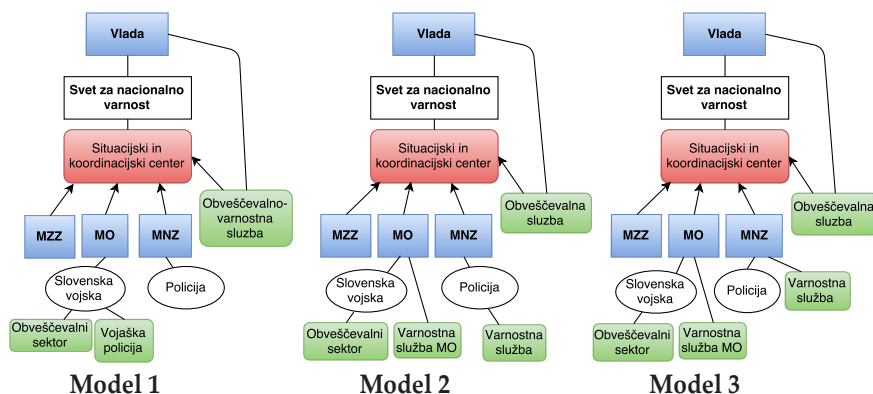 Vlada
Svet za nacionalno
varnost
Situacijski in
koordinacijski center
Obveščevalno-
varnostna
sluzba
MZZ
MO
MNZ
Slovenska
vojska
Policija
Obveščevalni
sektor
Vojaška
policija
Model 1
Vlada
Svet za nacionalno
varnost
Situacijski in
koordinacijski center
Obveščevalna
sluzba
MZZ
MO
MNZ
Slovenska
vojska
Policija
Obveščevalni
sektor
Varnostna
služba MO
Varnostna
služba
Model 2
Vlada
Svet za nacionalno
varnost
Situacijski in
koordinacijski center
Obveščevalna
sluzba
MZZ
MO
MNZ
Slovenska
vojska
Policija
Varnostna
služba
Obveščevalni
sektor
Varnostna
služba MO
Model 3